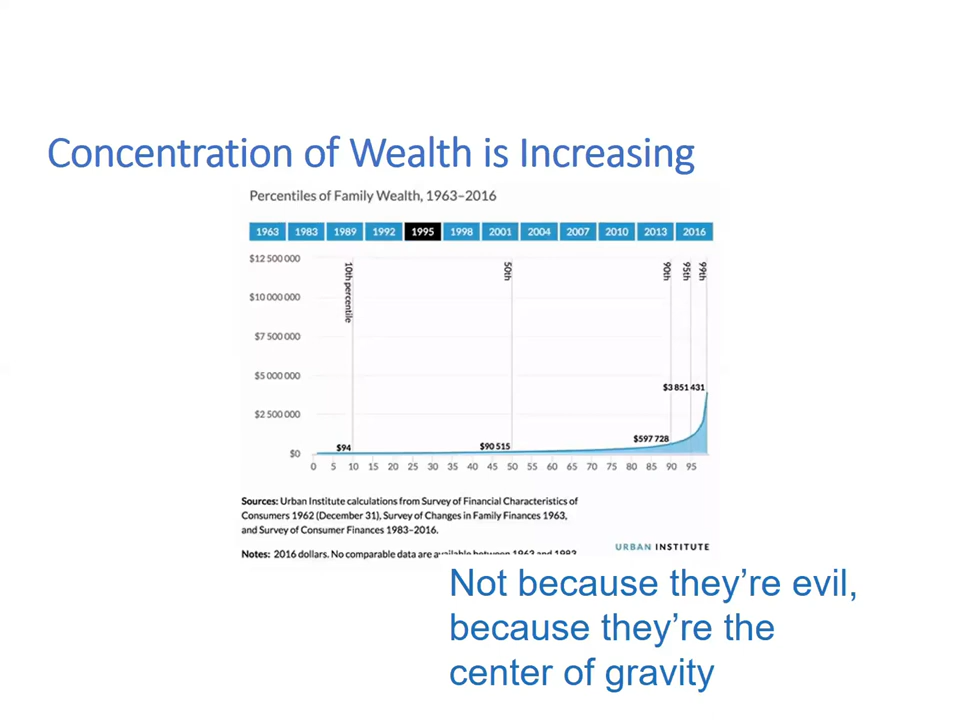 Concentration of Wealth is Increasing
Percentiles of Family Wealth, 1963–2016
1963 1983 1989 1992 1995 1998 2001 2004 2007 2010 2013 2016
$12 500 000
$10 000 000
$7 500 000
$5 000 000
$2 500 000
$0
10th percentile
50th
90th
95th
99th
$94
$90 515
$597 728
$3 851 431
0 5 10 15 20 25 30 35 40 45 50 55 60 65 70 75 80 85 90 95
Sources: Urban Institute calculations from Survey of Financial Characteristics of
Consumers 1962 (December 31), Survey of Changes in Family Finances 1963,
and Survey of Consumer Finances 1983–2016.
URBAN INSTITUTE
Notes: 2016 dollars. No comparable data are available between 1963 and 1983
Not because they’re evil,
because they’re the
center of gravity